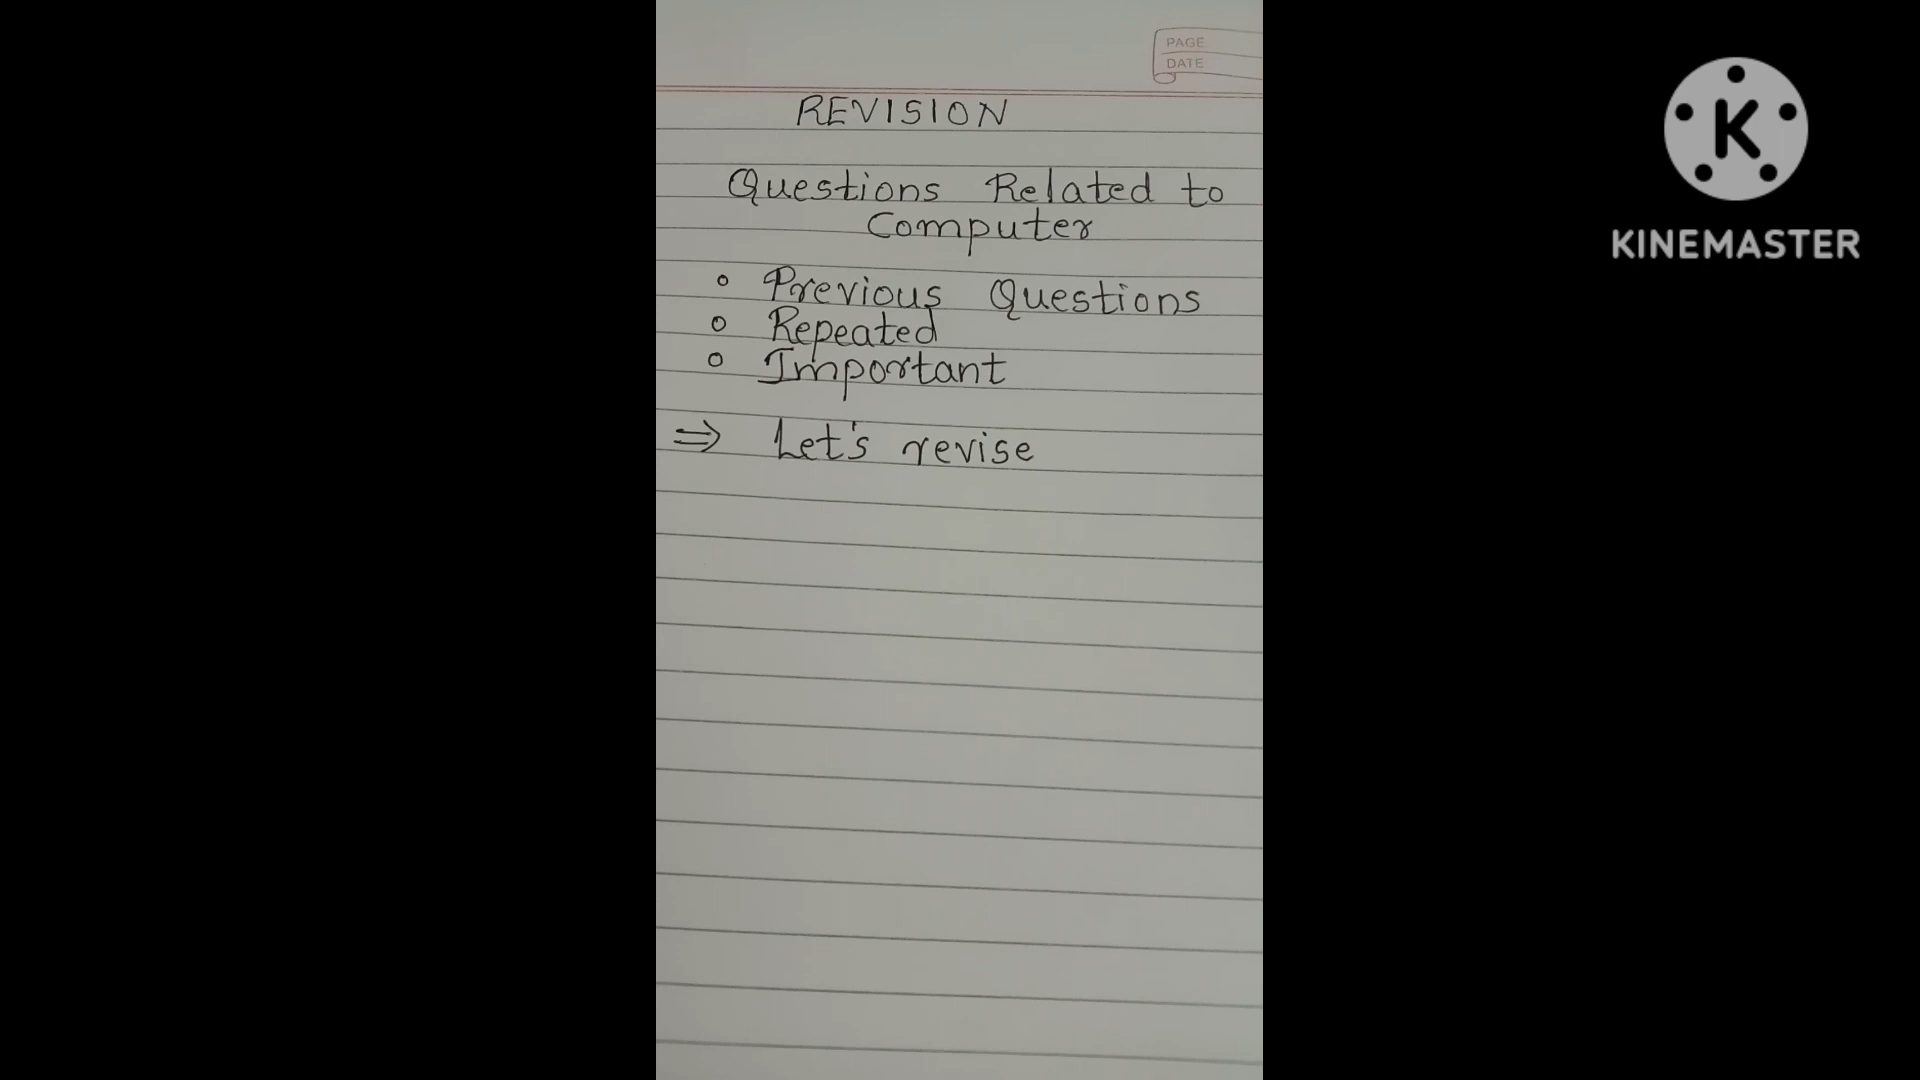 PAGE
DATE
REVISION
Questions Related to
Computer
Previous Questions
Repeated
Important
⇒ Let's revise
KINEMASTER